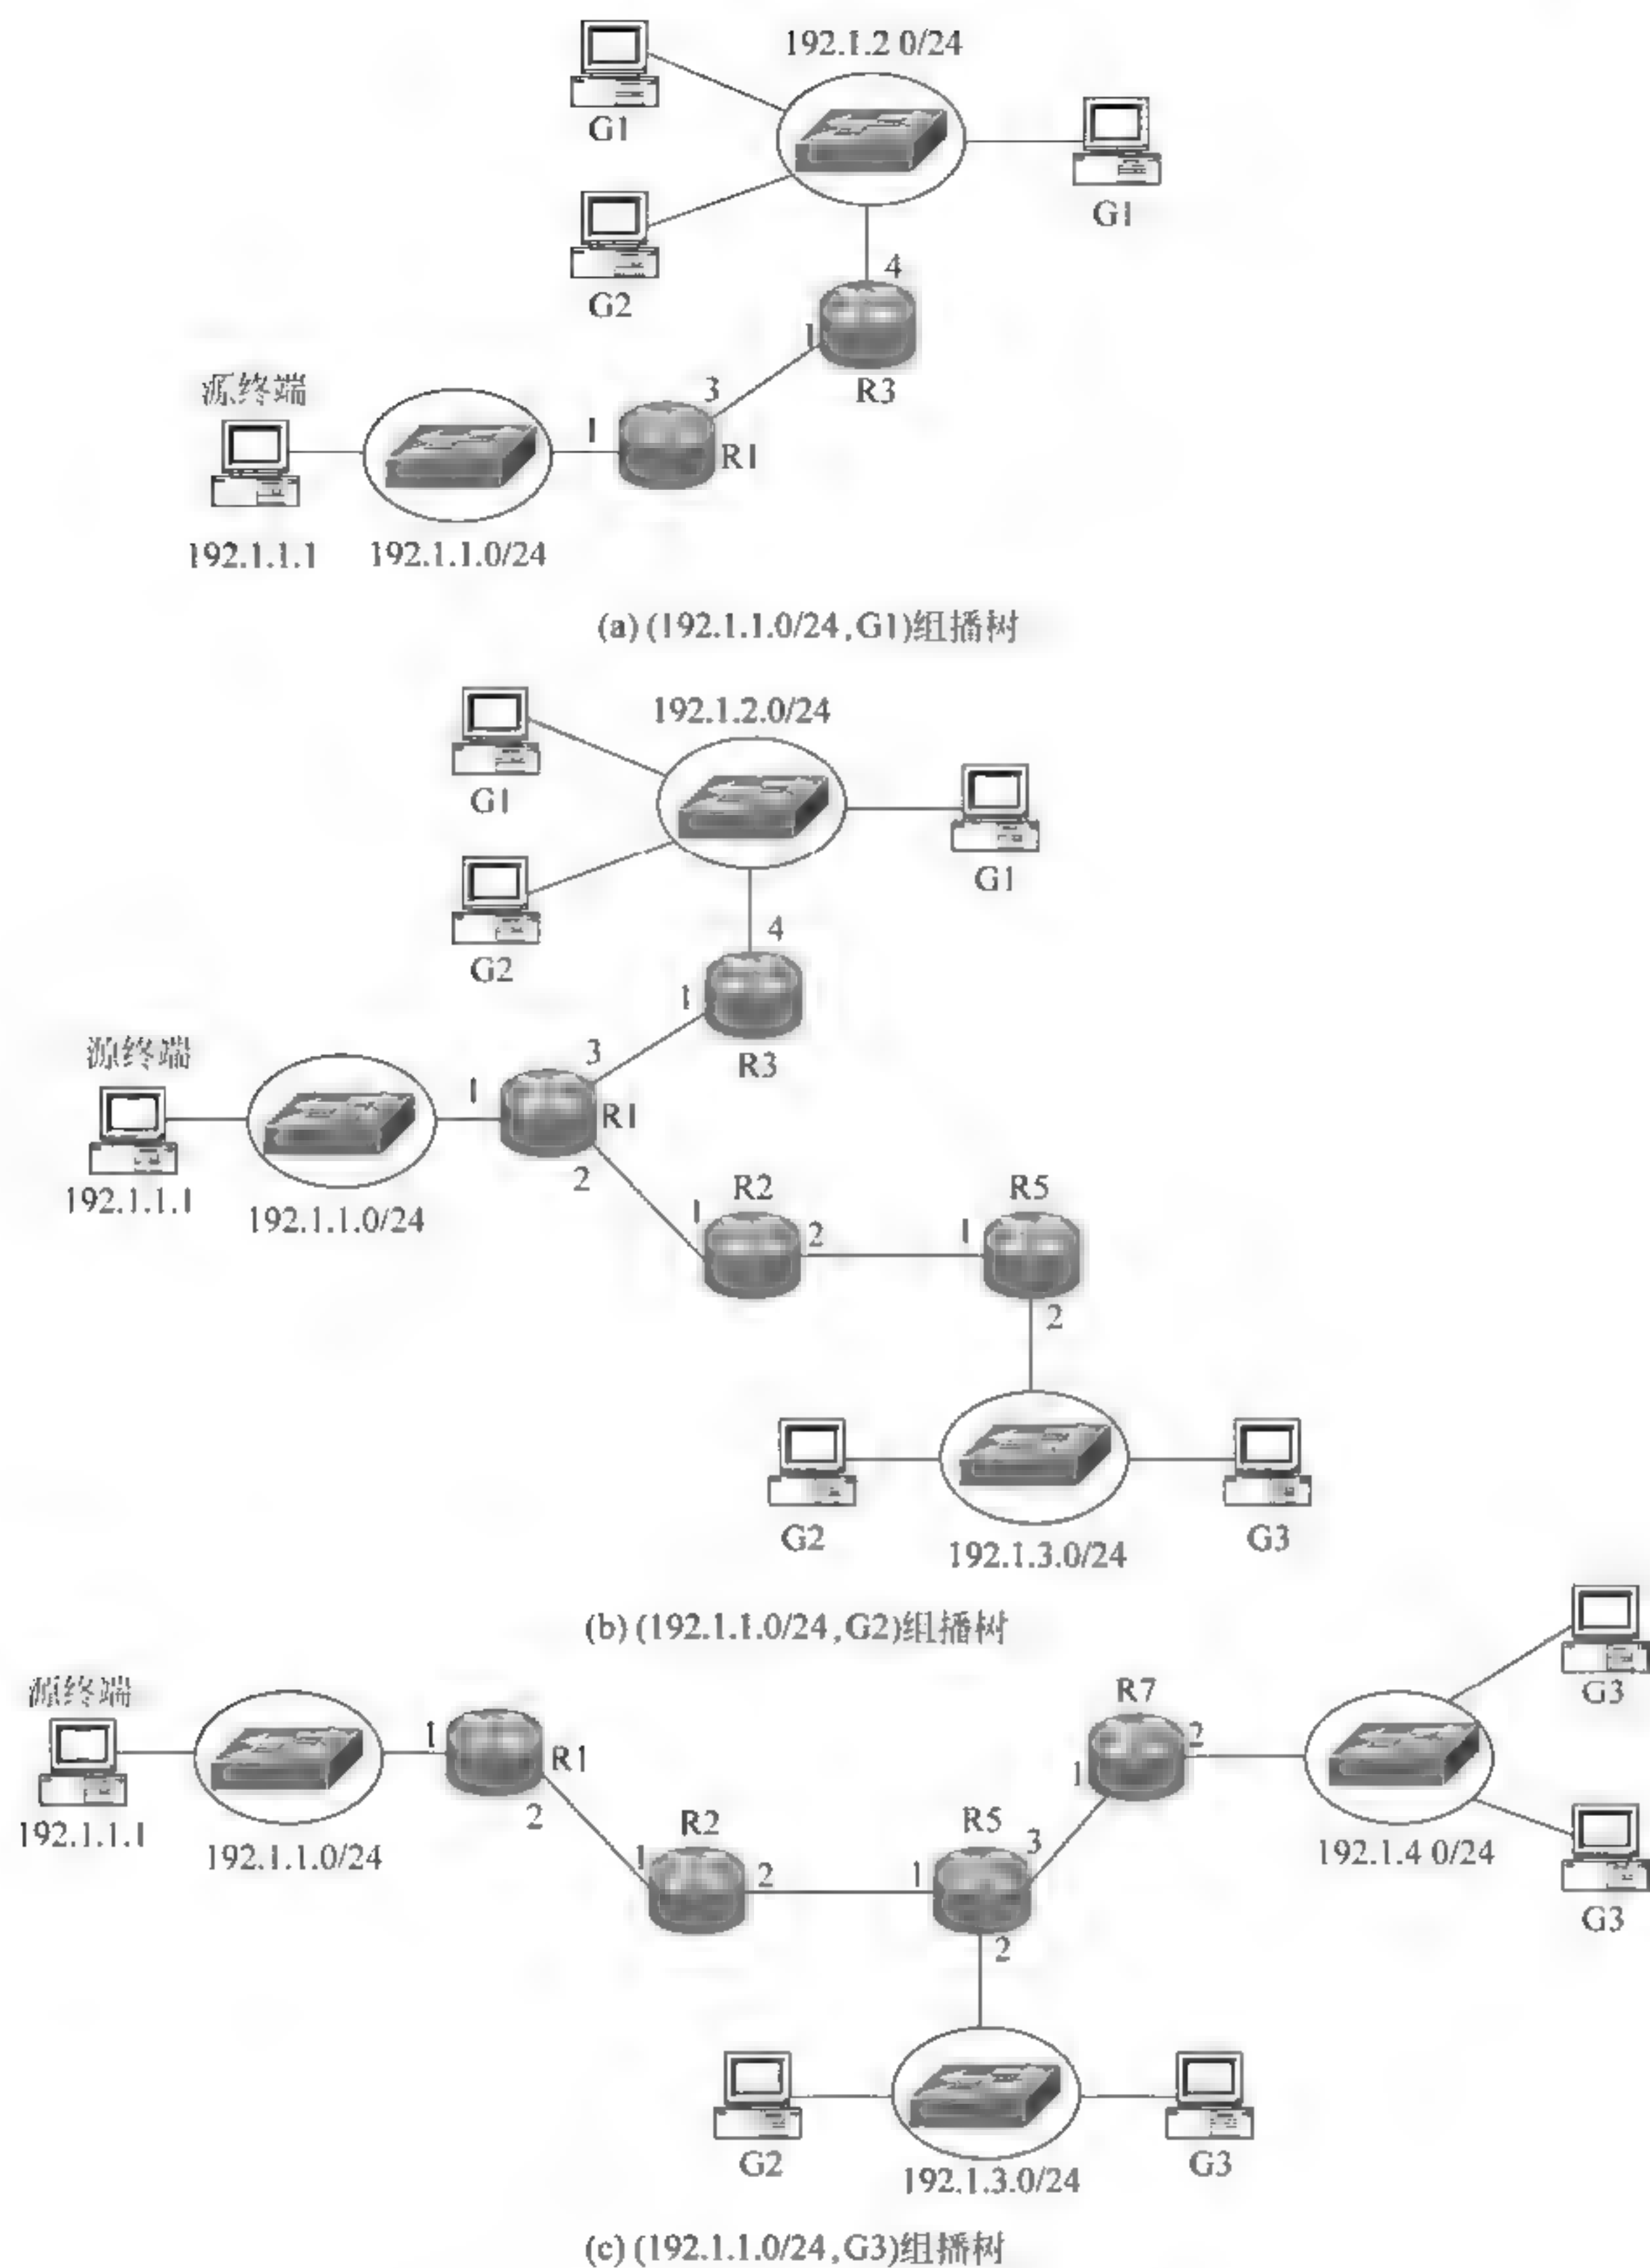 192.1.2 0/24
G1
G1
G2
4
1
R3
源终端
3
1
R1
192.1.1.1
192.1.1.0/24
(a) (192.1.1.0/24,G1)组播树
192.1.2.0/24
G1
G1
G2
4
1
R3
源终端
3
1
R1
2
192.1.1.1
192.1.1.0/24
R2
R5
1
2
1
2
G2
G3
192.1.3.0/24
(b) (192.1.1.0/24,G2)组播树
G3
源终端
R7
1
R1
2
1
2
192.1.1.1
192.1.1.0/24
R2
R5
3
192.1.4 0/24
1
2
1
G3
2
G2
G3
192.1.3.0/24
(c) (192.1.1.0/24,G3)组播树